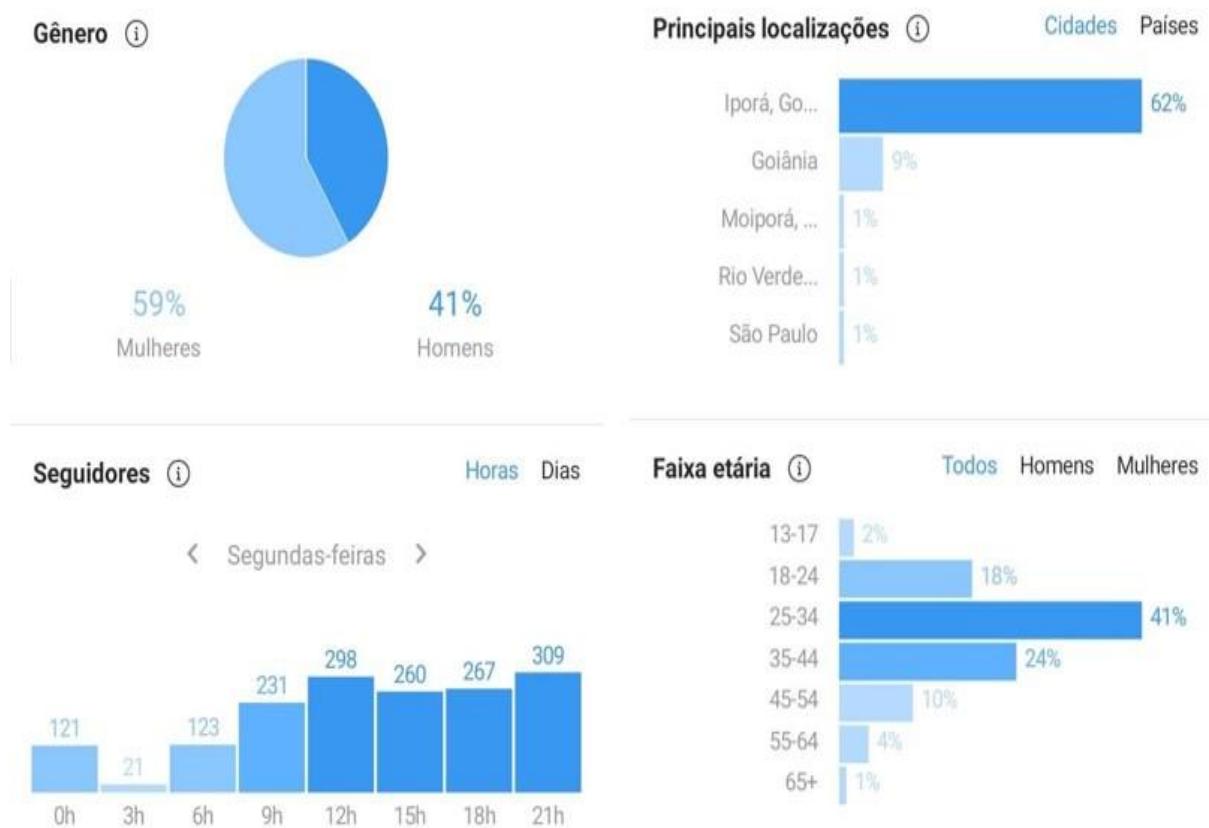 Gênero
59% 41%
Mulheres Homens
Principais localizações Cidades Países
Iporá, Go... 62%
Goiânia 9%
Moiporá, ... 1%
Rio Verde... 1%
São Paulo 1%
Seguidores Horas Dias
< Segundas-feiras >
121 21 123 231 298 260 267 309
0h 3h 6h 9h 12h 15h 18h 21h
Faixa etária Todos Homens Mulheres
13-17 2%
18-24 18%
25-34 41%
35-44 24%
45-54 10%
55-64 4%
65+ 1%